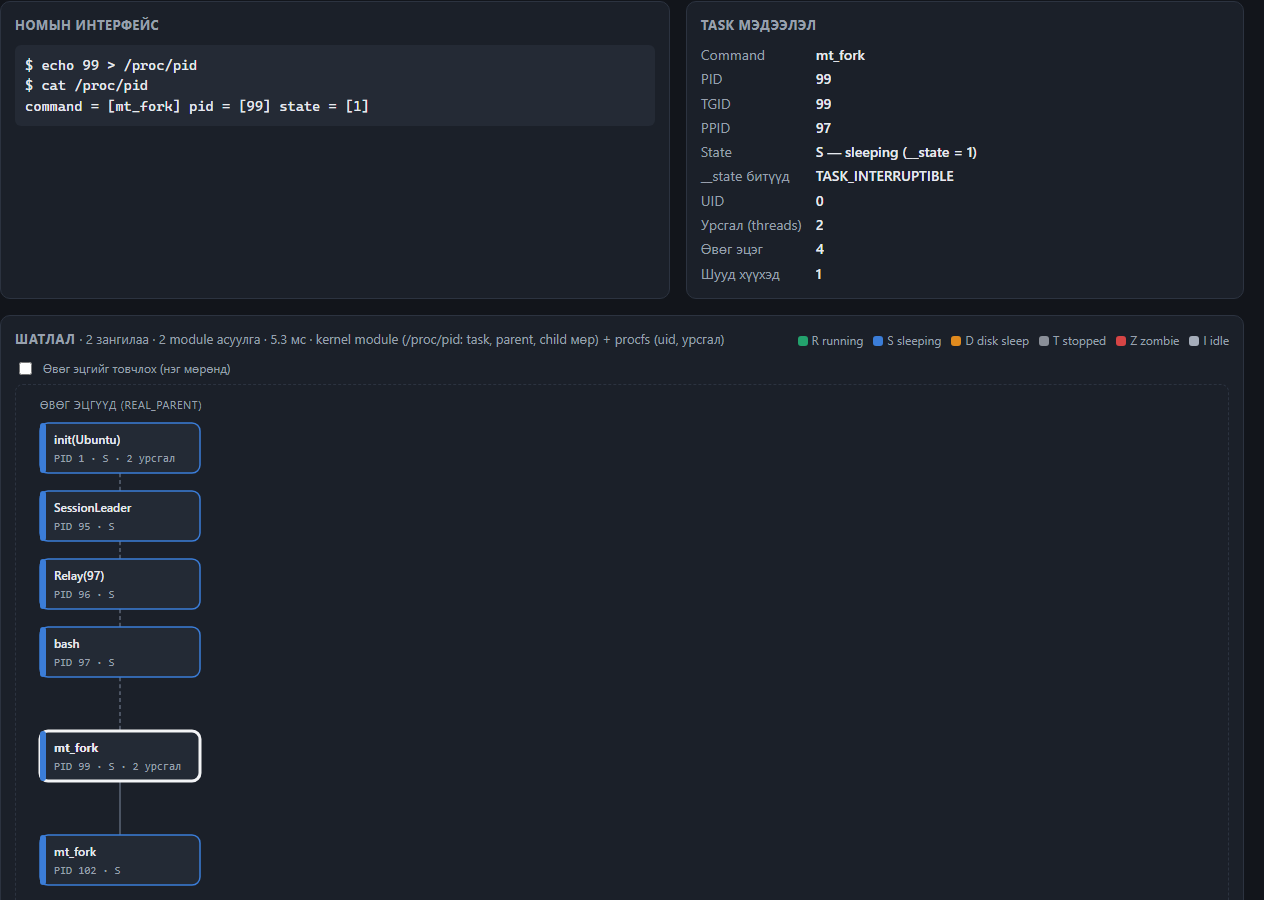 НОМЫН ИНТЕРФЕЙС
$ echo 99 > /proc/pid
$ cat /proc/pid
command = [mt_fork] pid = [99] state = [1]
TASK МЭДЭЭЛЭЛ
Command mt_fork
PID 99
TGID 99
PPID 97
State S — sleeping (__state = 1)
__state битүүд TASK_INTERRUPTIBLE
UID 0
Урсгал (threads) 2
Өвөг эцэг 4
Шууд хүүхэд 1
ШАТЛАЛ · 2 зангилаа · 2 module асуулга · 5.3 мс · kernel module (/proc/pid: task, parent, child мөр) + procfs (uid, урсгал)
R running S sleeping D disk sleep T stopped Z zombie I idle
Өвөг эцгийг товчлох (нэг мөрөнд)
ӨВӨГ ЭЦГҮҮД (REAL_PARENT)
init(Ubuntu)
PID 1 · S · 2 урсгал
SessionLeader
PID 95 · S
Relay(97)
PID 96 · S
bash
PID 97 · S
mt_fork
PID 99 · S · 2 урсгал
mt_fork
PID 102 · S